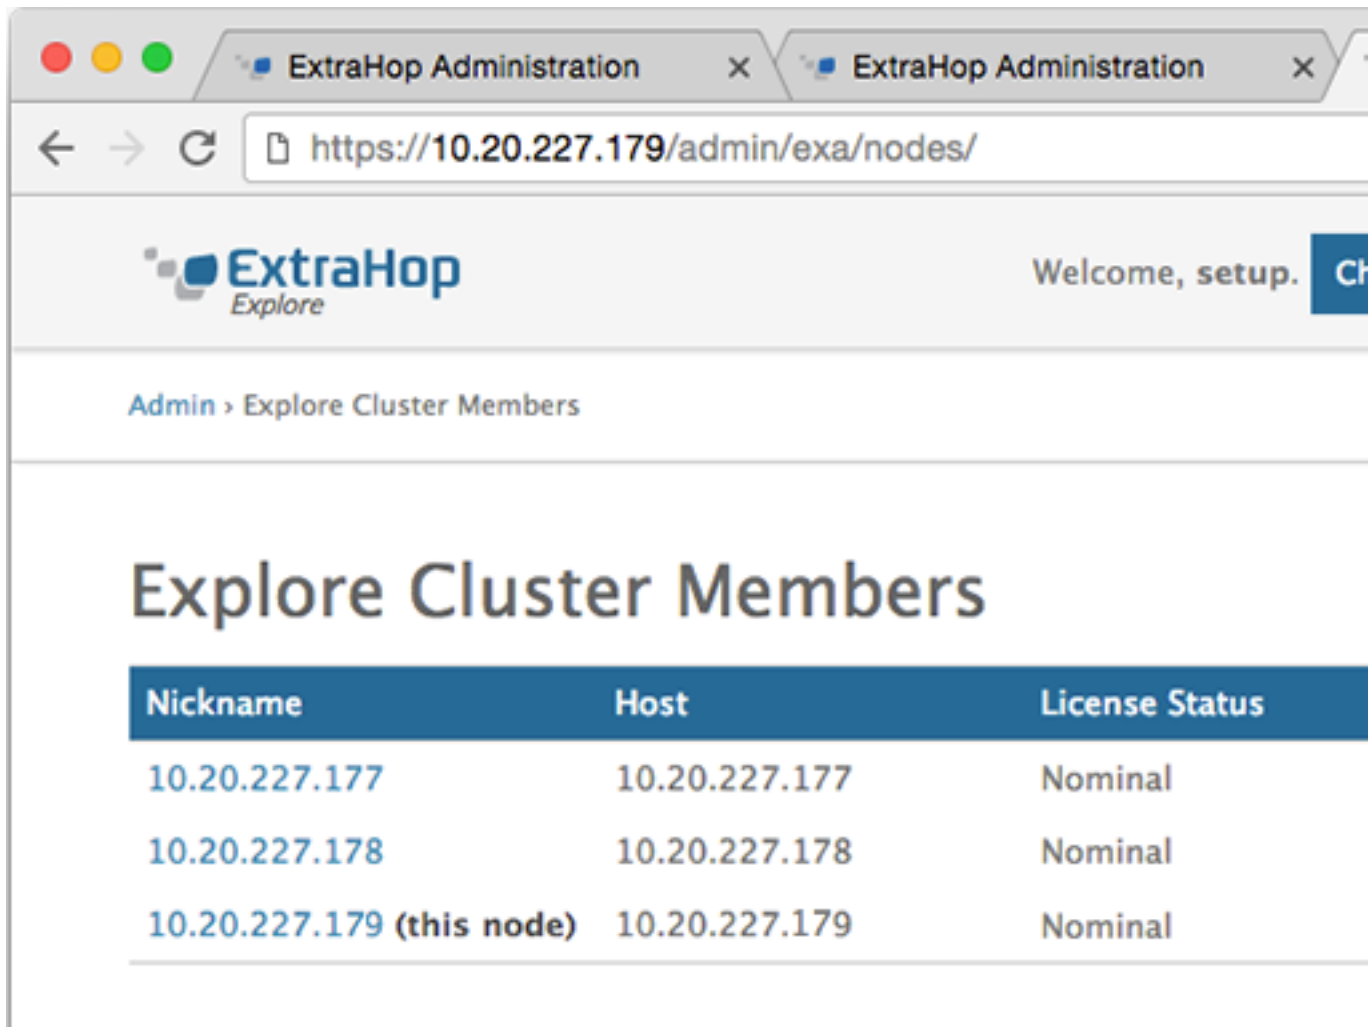 ExtraHop Administration ExtraHop Administration
https://10.20.227.179/admin/exa/nodes/
ExtraHop
Explore
Welcome, setup.
Admin › Explore Cluster Members
Explore Cluster Members
Nickname Host License Status
10.20.227.177 10.20.227.177 Nominal
10.20.227.178 10.20.227.178 Nominal
10.20.227.179 (this node) 10.20.227.179 Nominal